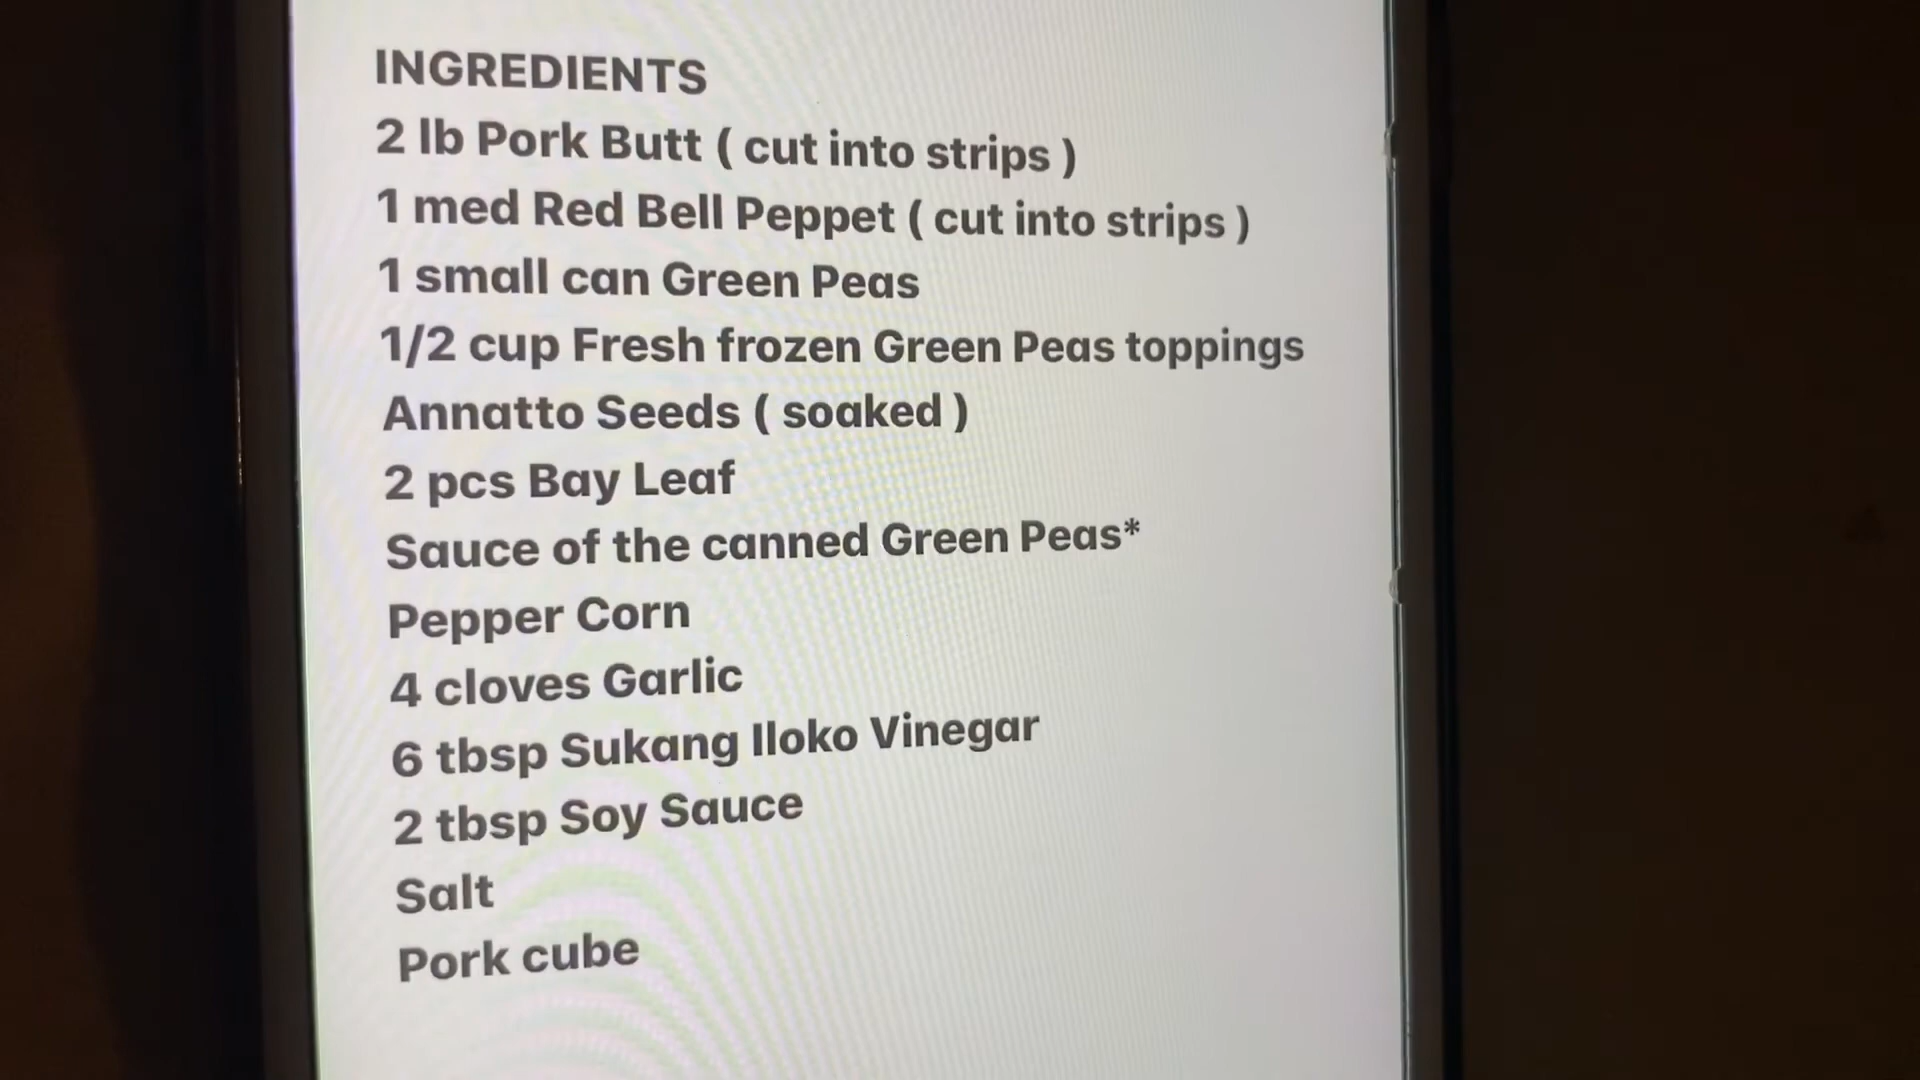 INGREDIENTS
2 lb Pork Butt ( cut into strips )
1 med Red Bell Peppet ( cut into strips )
1 small can Green Peas
1/2 cup Fresh frozen Green Peas toppings
Annatto Seeds ( soaked )
2 pcs Bay Leaf
Sauce of the canned Green Peas*
Pepper Corn
4 cloves Garlic
6 tbsp Sukang Iloko Vinegar
2 tbsp Soy Sauce
Salt
Pork cube